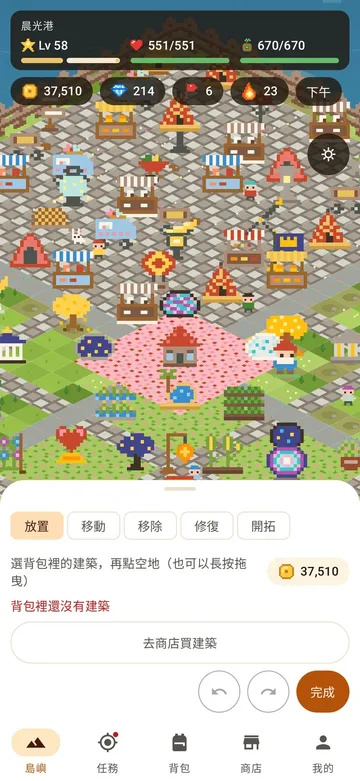 晨光港
Lv 58
551/551
670/670
37,510
214
6
23
下午
放置
移動
移除
修復
開拓
選背包裡的建築，再點空地（也可以長按拖
曳）
37,510
背包裡還沒有建築
去商店買建築
完成
島嶼
任務
背包
商店
我的